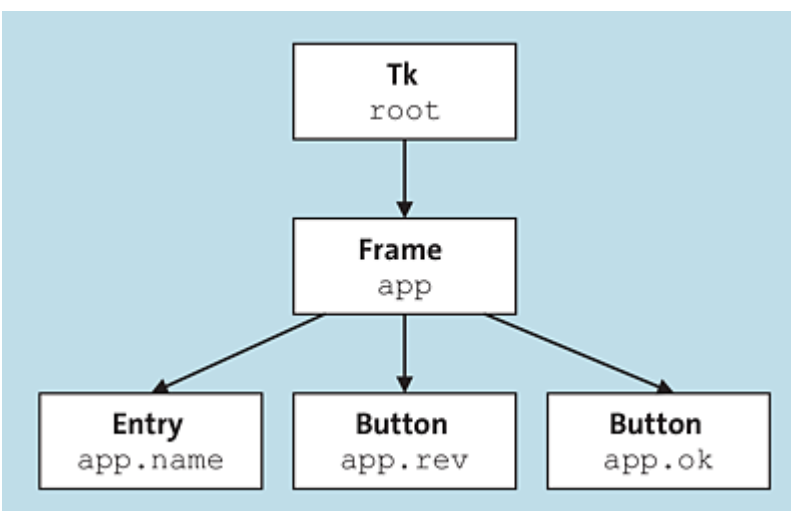 Tk
root
Frame
app
Entry
app.name
Button
app.rev
Button
app.ok